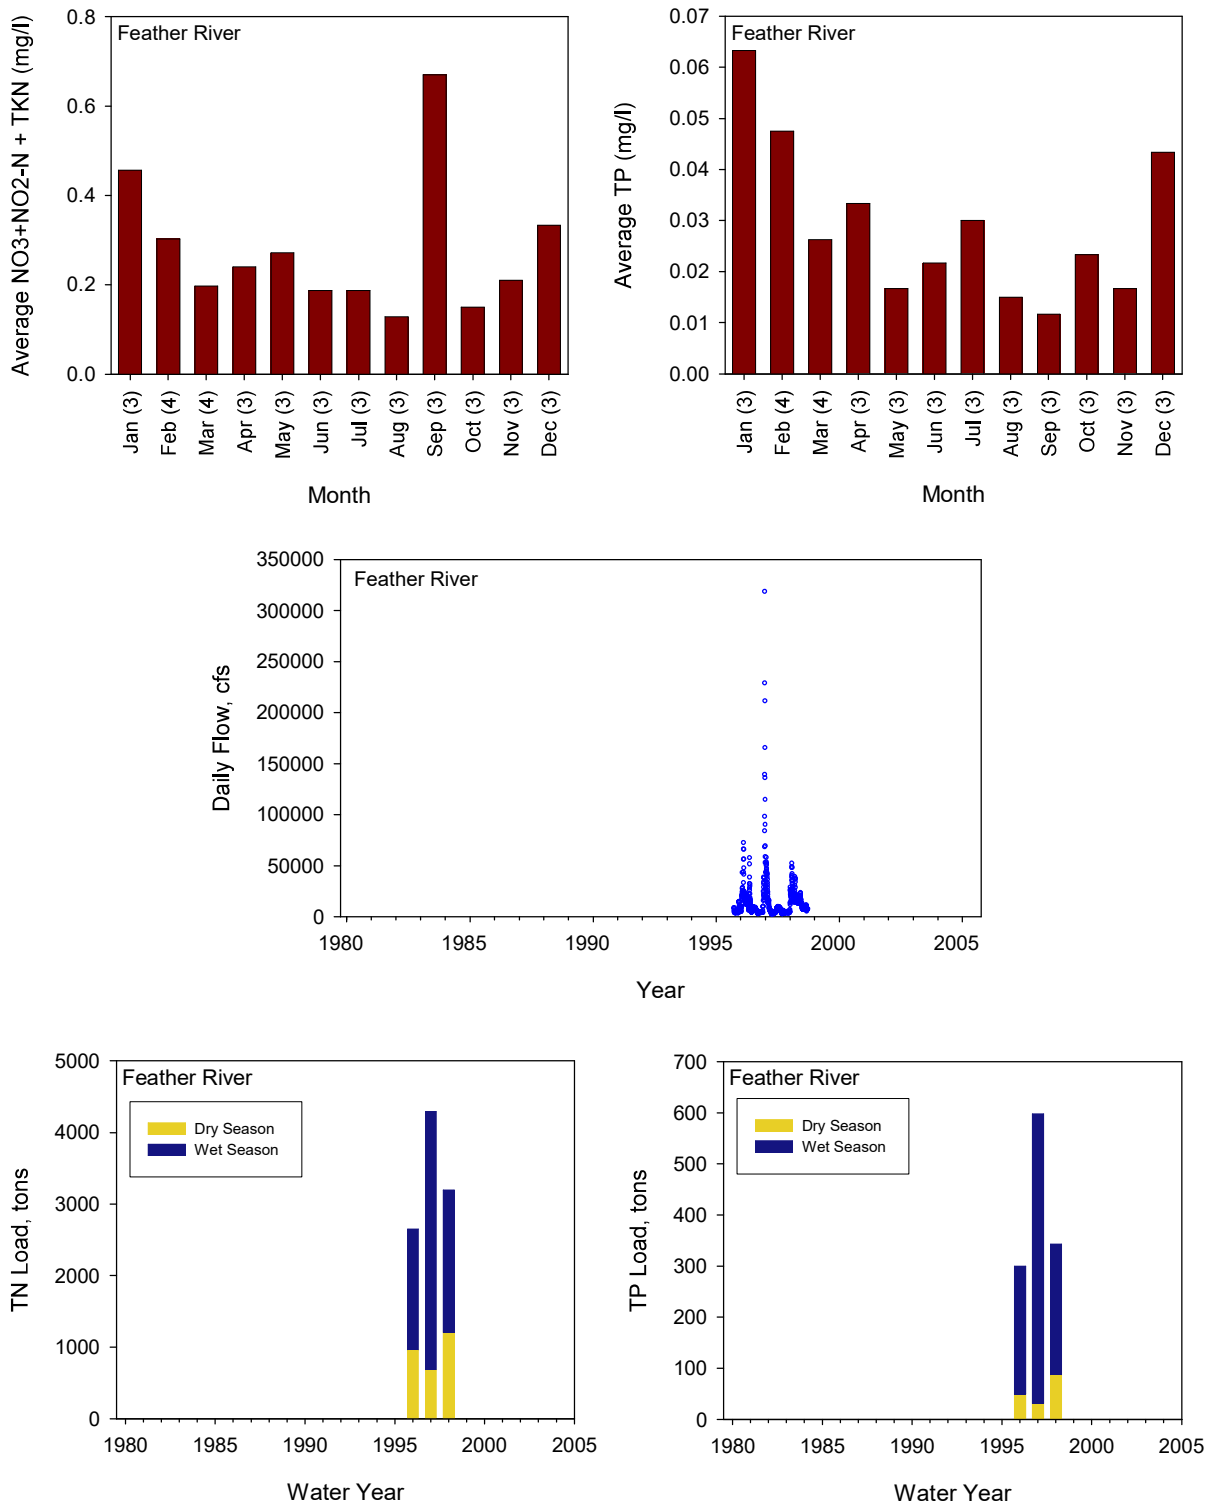 Feather River
Average NO3+NO2-N + TKN (mg/l)
0.8
0.6
0.4
0.2
0.0
Jan (3)
Feb (4)
Mar (4)
Apr (3)
May (3)
Jun (3)
Jul (3)
Aug (3)
Sep (3)
Oct (3)
Nov (3)
Dec (3)
Month
Feather River
Average TP (mg/l)
0.07
0.06
0.05
0.04
0.03
0.02
0.01
0.00
Jan (3)
Feb (4)
Mar (4)
Apr (3)
May (3)
Jun (3)
Jul (3)
Aug (3)
Sep (3)
Oct (3)
Nov (3)
Dec (3)
Month
Feather River
Daily Flow, cfs
350000
300000
250000
200000
150000
100000
50000
0
1980 1985 1990 1995 2000 2005
Year
Feather River
Dry Season
Wet Season
TN Load, tons
5000
4000
3000
2000
1000
0
1980 1985 1990 1995 2000 2005
Water Year
Feather River
Dry Season
Wet Season
TP Load, tons
700
600
500
400
300
200
100
0
1980 1985 1990 1995 2000 2005
Water Year